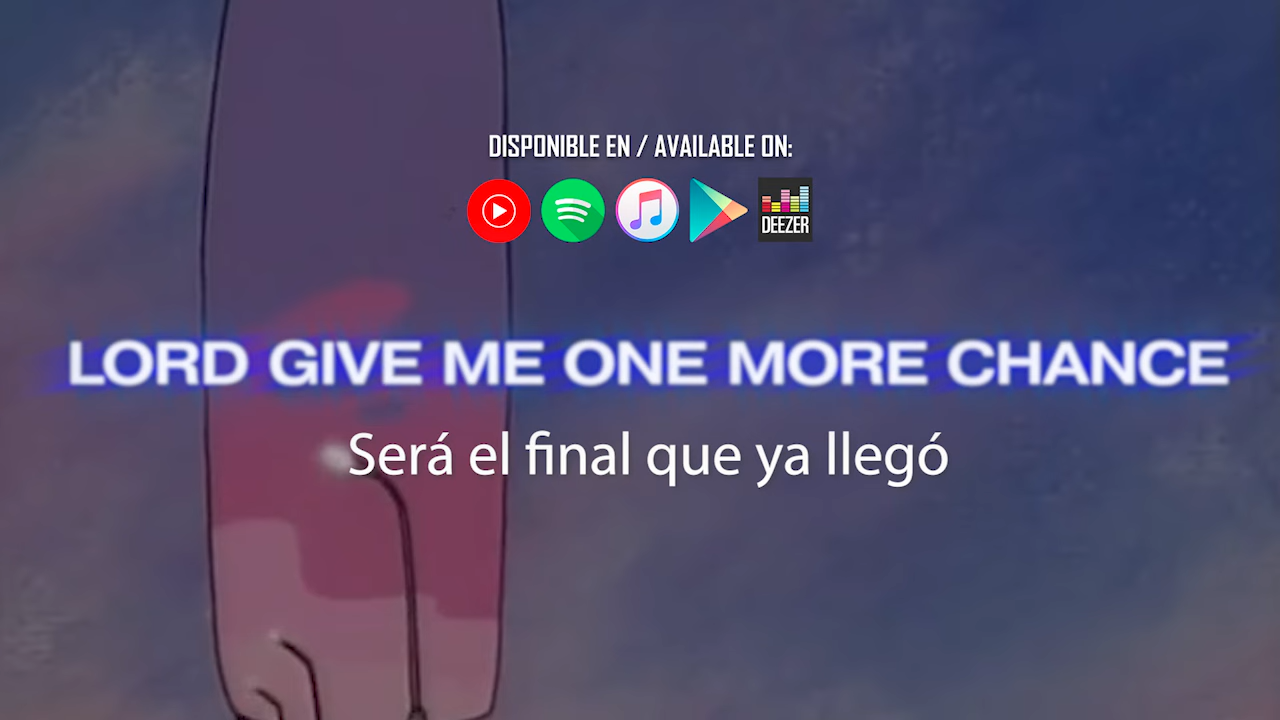 DISPONIBLE EN / AVAILABLE ON:
DEEZER
LORD GIVE ME ONE MORE CHANCE
Será el final que ya llegó